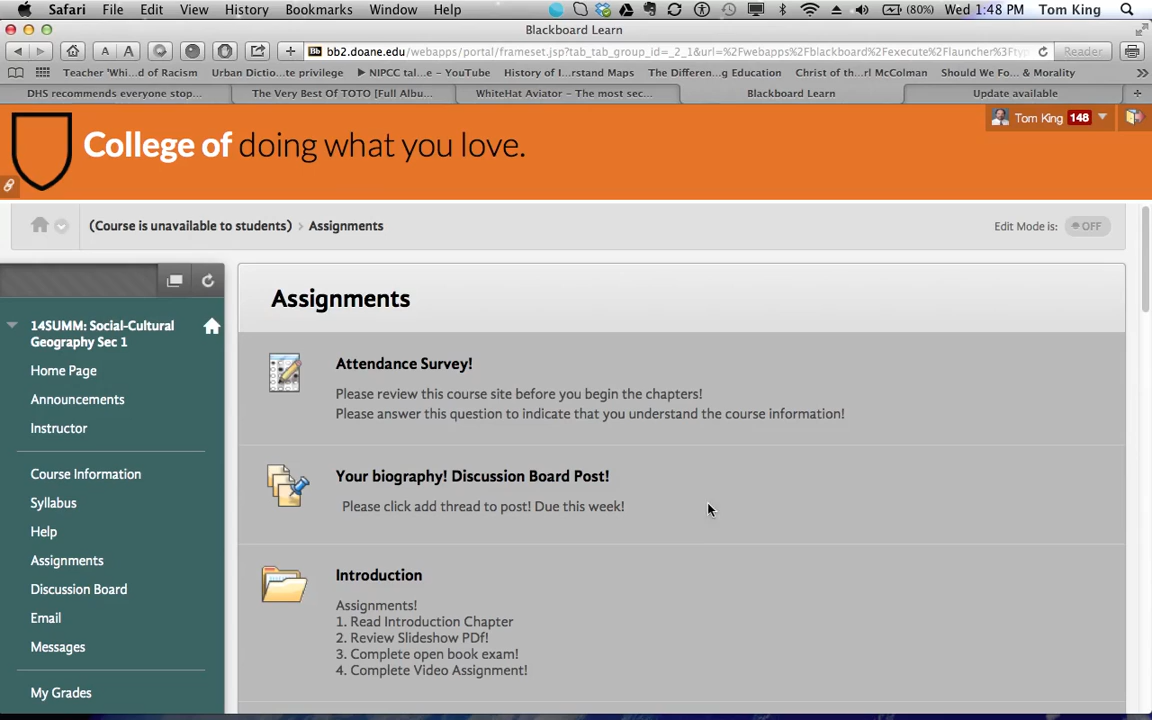 Safari File Edit View History Bookmarks Window Help (80%) Wed 1:48 PM Tom King
Blackboard Learn
A A bb2.doane.edu/webapps/portal/frameset.jsp?tab_tab_group_id=_2_1&url=%2Fwebapps%2Fblackboard%2Fexecute%2Flauncher%3Ftyp Reader
Teacher 'Whi...d of Racism Urban Dictio...te privilege NIPCC tal...e – YouTube History of I...rstand Maps The Differen...g Education Christ of th...rl McColman Should We Fo... & Morality
DHS recommends everyone stop... The Very Best Of TOTO [Full Albu... WhiteHat Aviator – The most sec... Blackboard Learn Update available
Tom King 148
College of doing what you love.
(Course is unavailable to students) > Assignments Edit Mode is: OFF
Assignments
14SUMM: Social-Cultural
Geography Sec 1
Home Page
Announcements
Instructor
Course Information
Syllabus
Help
Assignments
Discussion Board
Email
Messages
My Grades
Attendance Survey!
Please review this course site before you begin the chapters!
Please answer this question to indicate that you understand the course information!
Your biography! Discussion Board Post!
Please click add thread to post! Due this week!
Introduction
Assignments!
1. Read Introduction Chapter
2. Review Slideshow PDf!
3. Complete open book exam!
4. Complete Video Assignment!